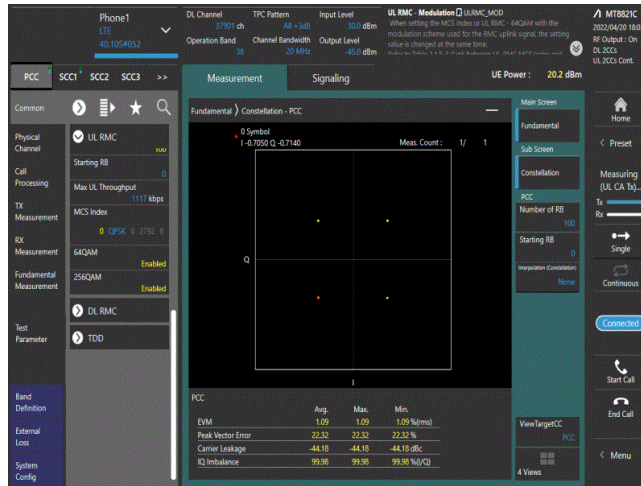 Phone1
LTE
40.105#052
DL Channel
37901 ch
TPC Pattern
All +3dB
Input Level
30.0 dBm
Operation Band
38
Channel Bandwidth
20 MHz
Output Level
-45.0 dBm
UL RMC - Modulation ULRMC_MOD
When setting the MCS Index or UL RMC - 64QAM with the
modulation scheme used for the RMC uplink signal, the setting
value is changed at the same time.
MT8821C
2022/04/20 18:0
RF Output : On
DL 2CCs
UL 2CCs Cont.
PCC SCC1 SCC2 SCC3 >>
Measurement
Signaling
UE Power : 20.2 dBm
Common
Physical
Channel
Call
Processing
TX
Measurement
RX
Measurement
Fundamental
Measurement
Test
Parameter
Band
Definition
External
Loss
System
Config
UL RMC
100
Starting RB
0
Max UL Throughput
1117 kbps
MCS Index
0 QPSK 0 2792 8
64QAM
Enabled
256QAM
Enabled
DL RMC
TDD
Fundamental Constellation - PCC
0 Symbol
I -0.7050 Q -0.7140
Meas. Count : 1/ 1
Q
I
PCC
Avg. Max. Min.
EVM 1.09 1.09 1.09 %(rms)
Peak Vector Error 22.32 22.32 22.32 %
Carrier Leakage -44.18 -44.18 -44.18 dBc
IQ Imbalance 99.98 99.98 99.98 %(I/Q)
Main Screen
Fundamental
Sub Screen
Constellation
PCC
Number of RB
100
Starting RB
0
Interpolation (Constellation)
None
ViewTargetCC
PCC
4 Views
Home
< Preset
Measuring
(UL CA Tx)...
Tx
Rx
Single
Continuous
Connected
Start Call
End Call
< Menu